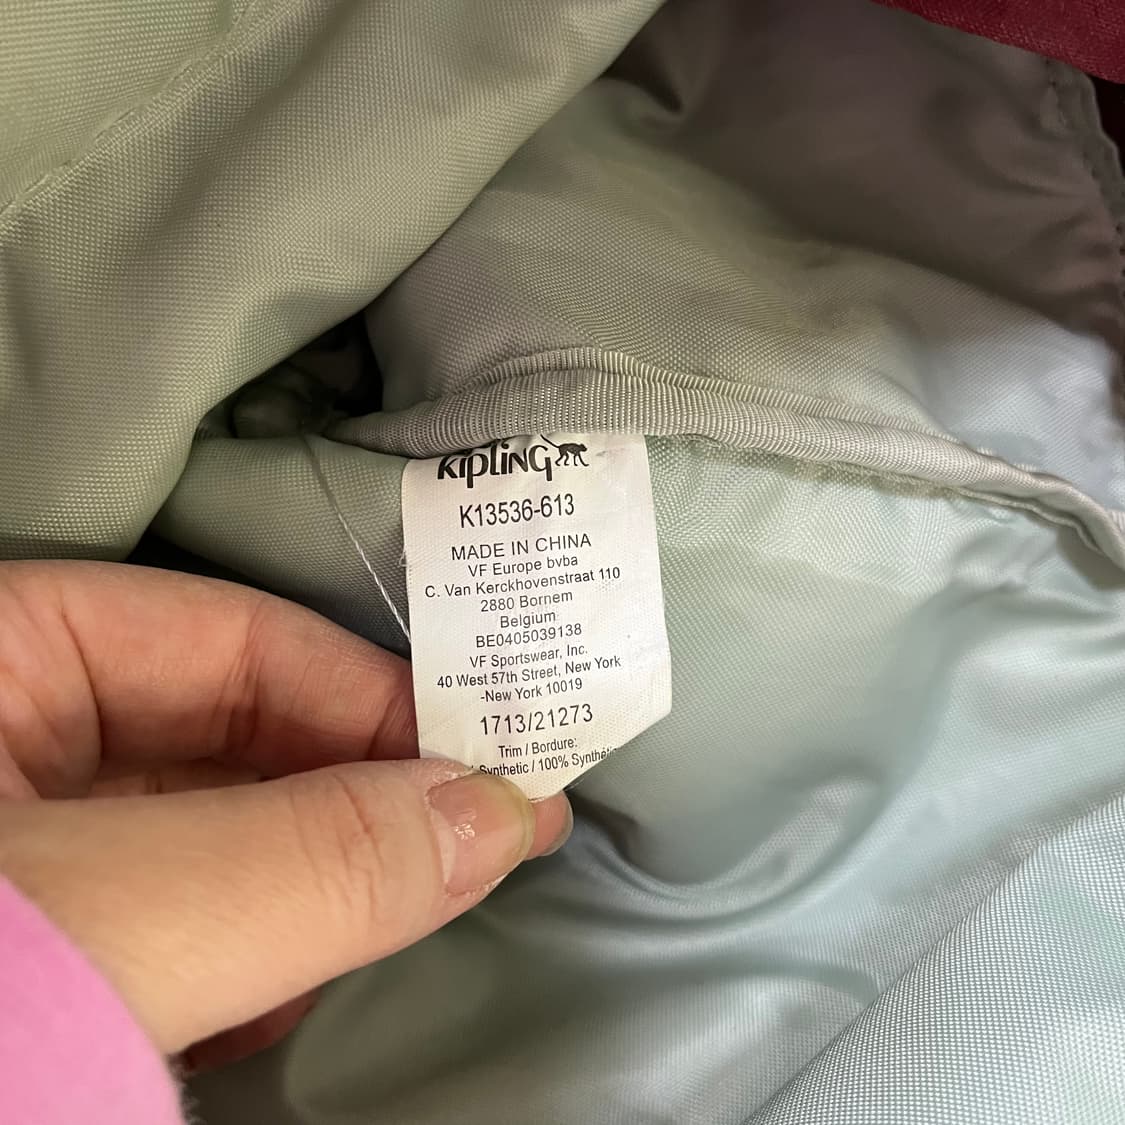 KipliNG
K13536-613
MADE IN CHINA
VF Europe bvba
C. Van Kerckhovenstraat 110
2880 Bornem
Belgium
BE0405039138
VF Sportswear, Inc.
40 West 57th Street, New York
-New York 10019
1713/21273
Trim / Bordure:
Synthetic / 100%